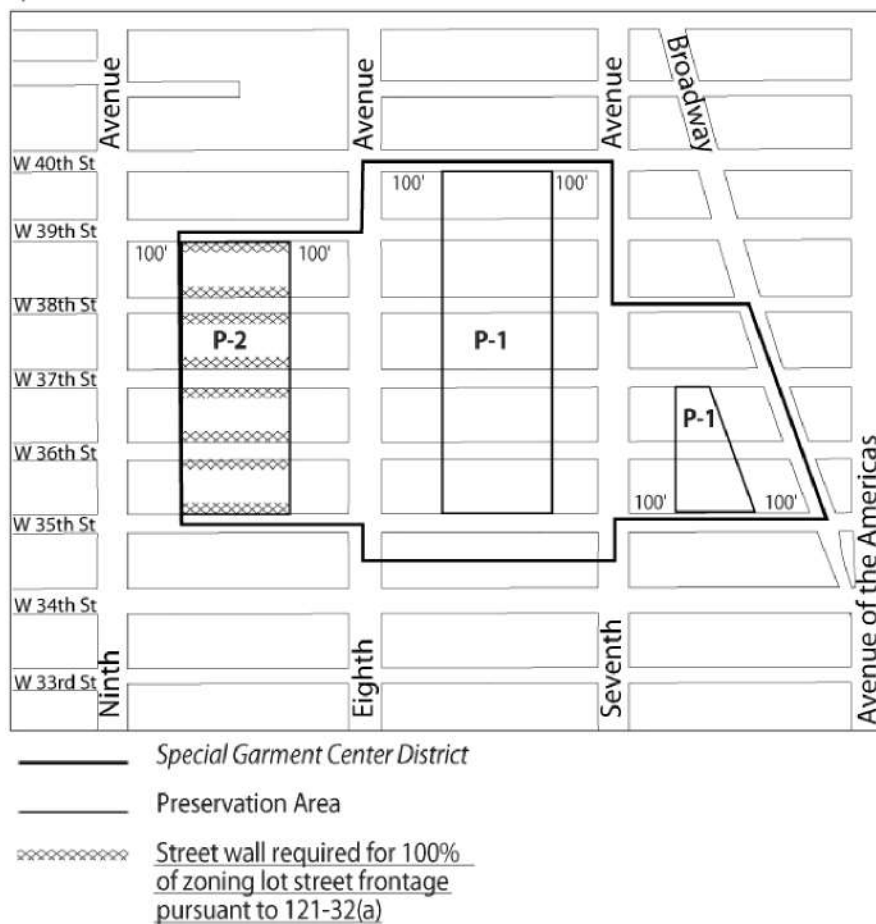 Avenue
Avenue
Avenue
Broadway
W 40th St
100'
100'
W 39th St
100'
100'
W 38th St
P-2
P-1
W 37th St
P-1
W 36th St
100'
100'
W 35th St
W 34th St
W 33rd St
Ninth
Eighth
Seventh
Avenue of the Americas
Special Garment Center District
Preservation Area
Street wall required for 100%
of zoning lot street frontage
pursuant to 121-32(a)